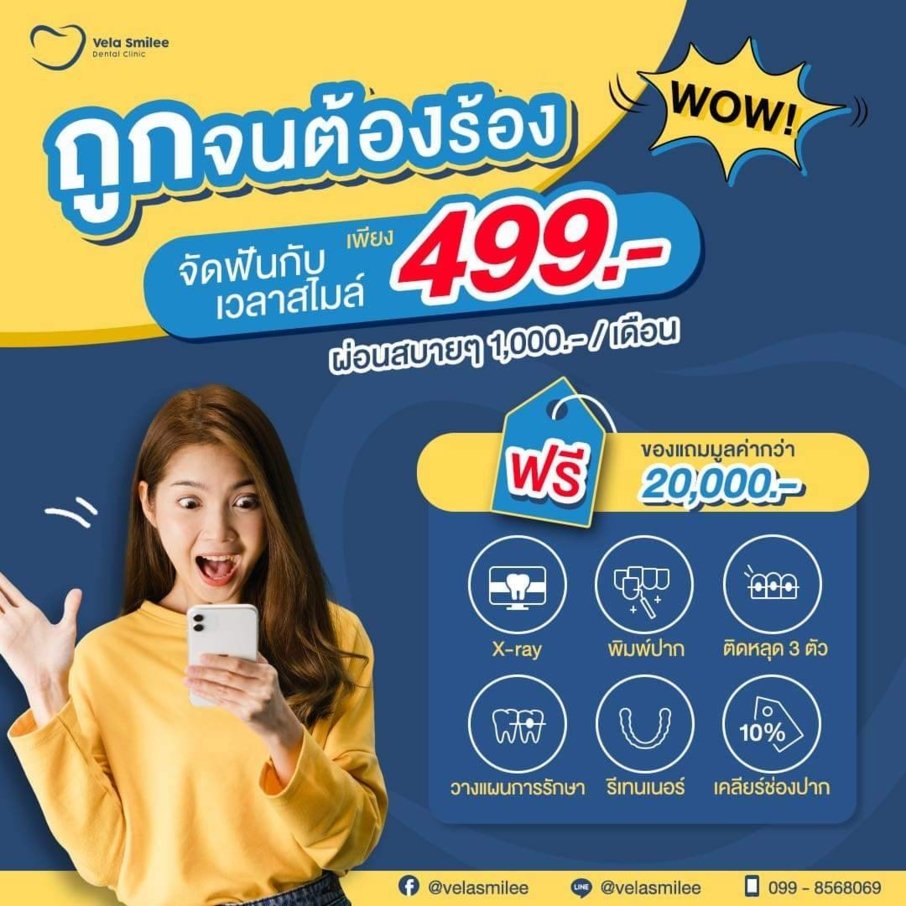 Vela Smilee
Dental Clinic
ถูกจนต้องร้อง
WOW!
จัดฟันกับ
เวลาสไมล์
เพียง
499.-
ผ่อนสบายๆ 1,000.- / เดือน
ฟรี
ของแถมมูลค่ากว่า
20,000.-
X-ray
พิมพ์ปาก
ติดหลุด 3 ตัว
วางแผนการรักษา
รีเทนเนอร์
10%
เคลียร์ช่องปาก
@velasmilee
LINE
@velasmilee
099 - 8568069